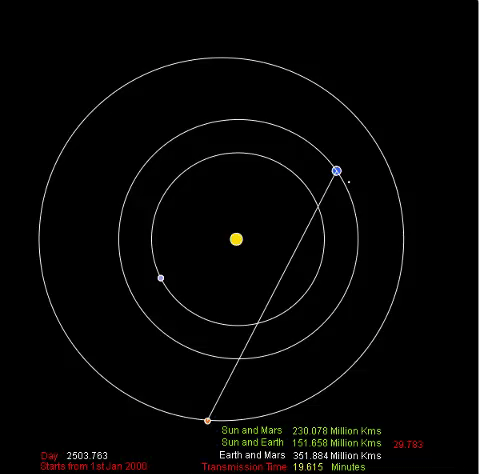 Sun and Mars 230.078 Million Kms
Sun and Earth 151.658 Million Kms 29.783
Day 2503.763 Earth and Mars 351.884 Million Kms
Starts from 1st Jan 2000 Transmission Time 19.615 Minutes